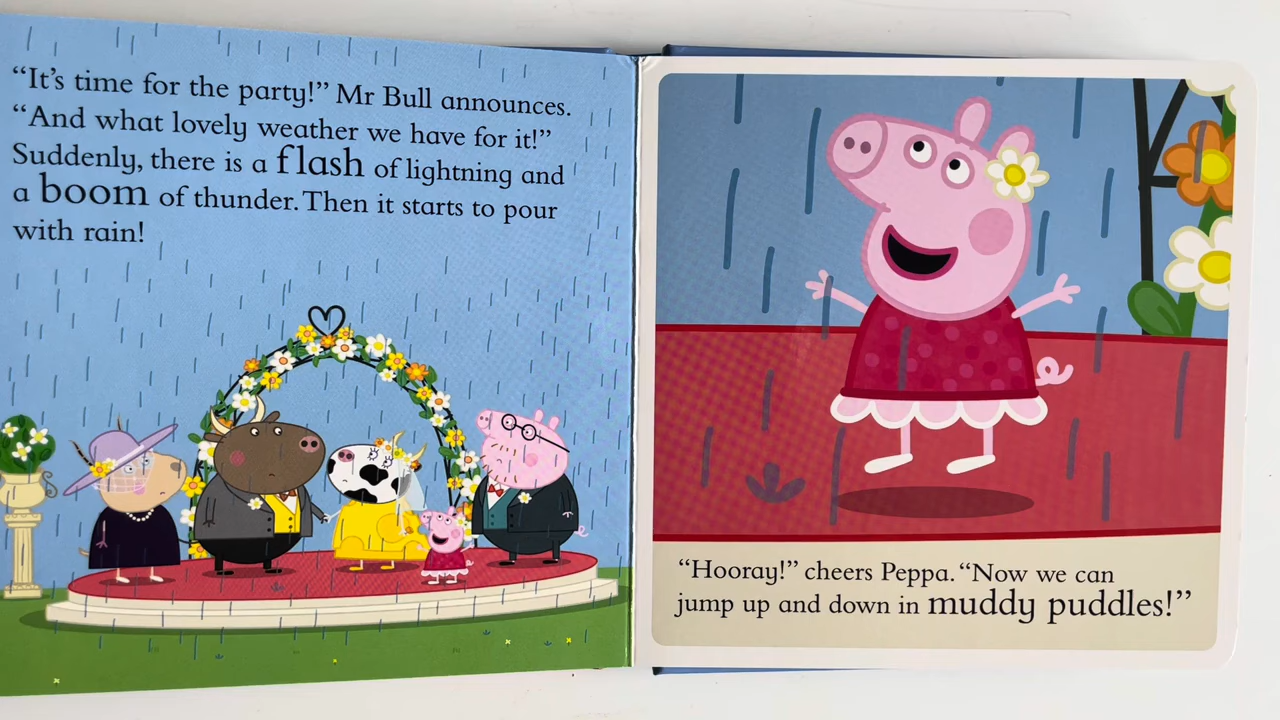 “It’s time for the party!” Mr Bull announces.
“And what lovely weather we have for it!”
Suddenly, there is a flash of lightning and
a boom of thunder. Then it starts to pour
with rain!
“Hooray!” cheers Peppa. “Now we can
jump up and down in muddy puddles!”